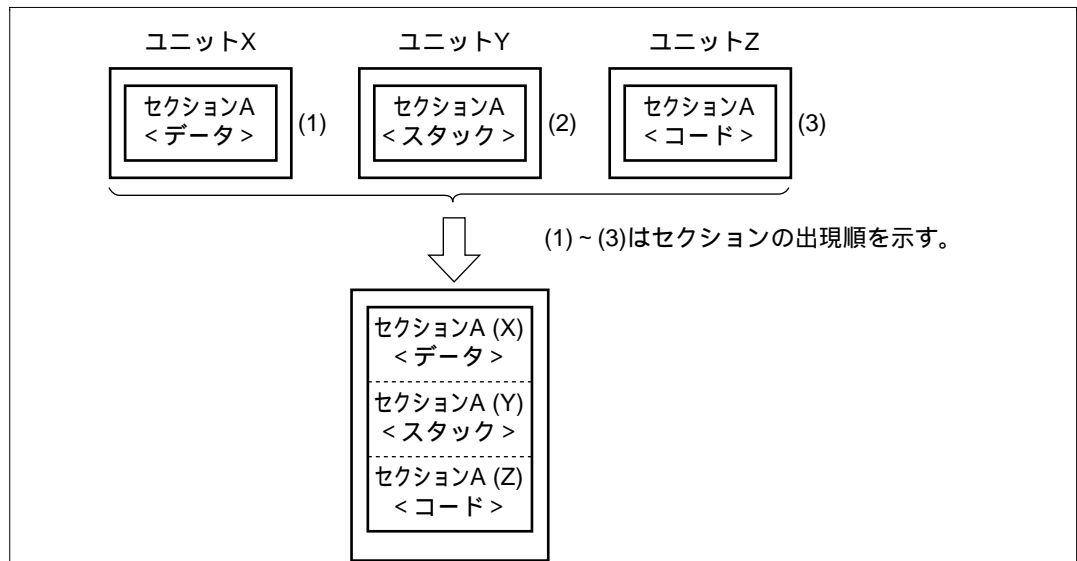 ユニットX ユニットY ユニットZ
セクションA
<データ>
(1)
セクションA
<スタック>
(2)
セクションA
<コード>
(3)
(1)~(3)はセクションの出現順を示す。
セクションA (X)
<データ>
セクションA (Y)
<スタック>
セクションA (Z)
<コード>